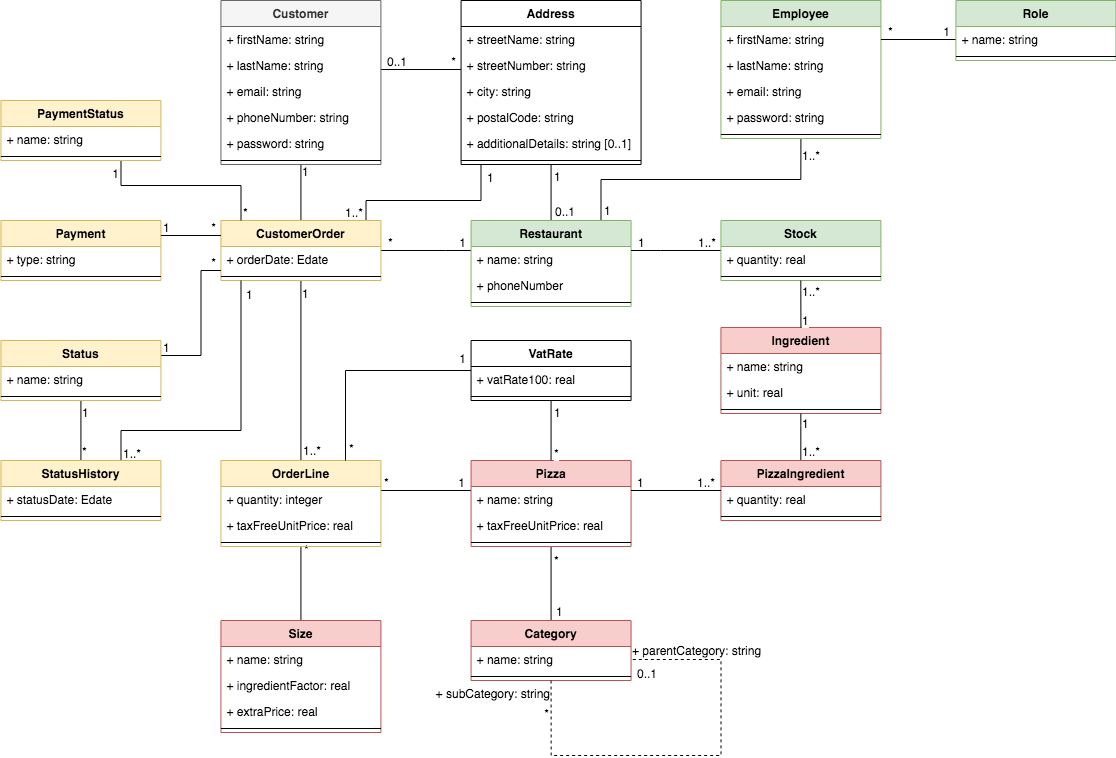 Customer
+ firstName: string
+ lastName: string
+ email: string
+ phoneNumber: string
+ password: string
0..1
*
Address
+ streetName: string
+ streetNumber: string
+ city: string
+ postalCode: string
+ additionalDetails: string [0..1]
Employee
+ firstName: string
+ lastName: string
+ email: string
+ password: string
*
1
Role
+ name: string
PaymentStatus
+ name: string
1
*
1
1
1..*
1
0..1
1..*
1
Payment
+ type: string
1
*
CustomerOrder
+ orderDate: Edate
*
*
1
Restaurant
+ name: string
+ phoneNumber
1
1..*
Stock
+ quantity: real
1..*
1
1
1
Status
+ name: string
1
1
*
1..*
VatRate
+ vatRate100: real
1
1
*
*
1..*
Ingredient
+ name: string
+ unit: real
1
1..*
StatusHistory
+ statusDate: Edate
OrderLine
+ quantity: integer
+ taxFreeUnitPrice: real
*
1
Pizza
+ name: string
+ taxFreeUnitPrice: real
1
1..*
PizzaIngredient
+ quantity: real
*
*
1
Size
+ name: string
+ ingredientFactor: real
+ extraPrice: real
Category
+ name: string
+ parentCategory: string
0..1
+ subCategory: string
*